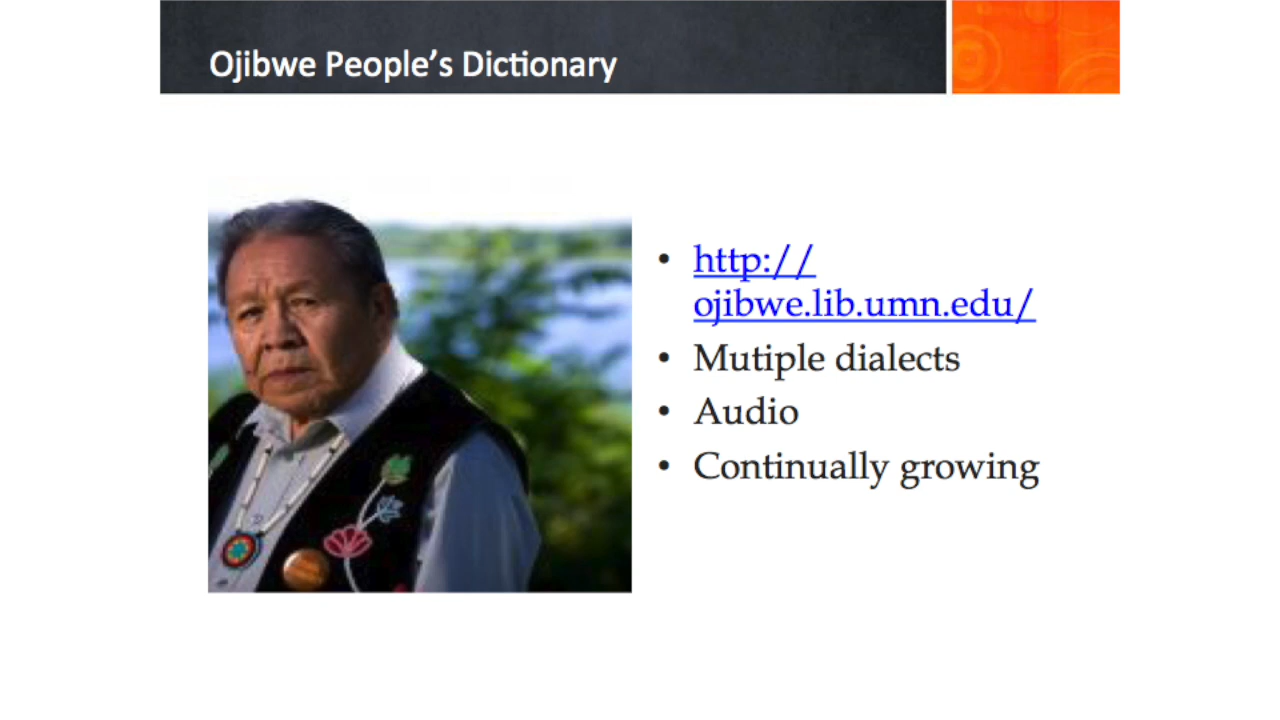 Ojibwe People's Dictionary
• http://
ojibwe.lib.umn.edu/
• Mutiple dialects
• Audio
• Continually growing